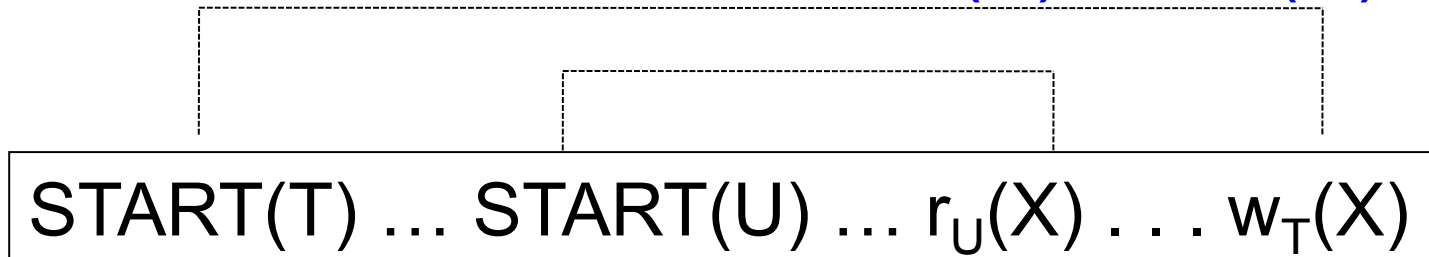 START(T) ... START(U) ... r_U(X) . . . w_T(X)